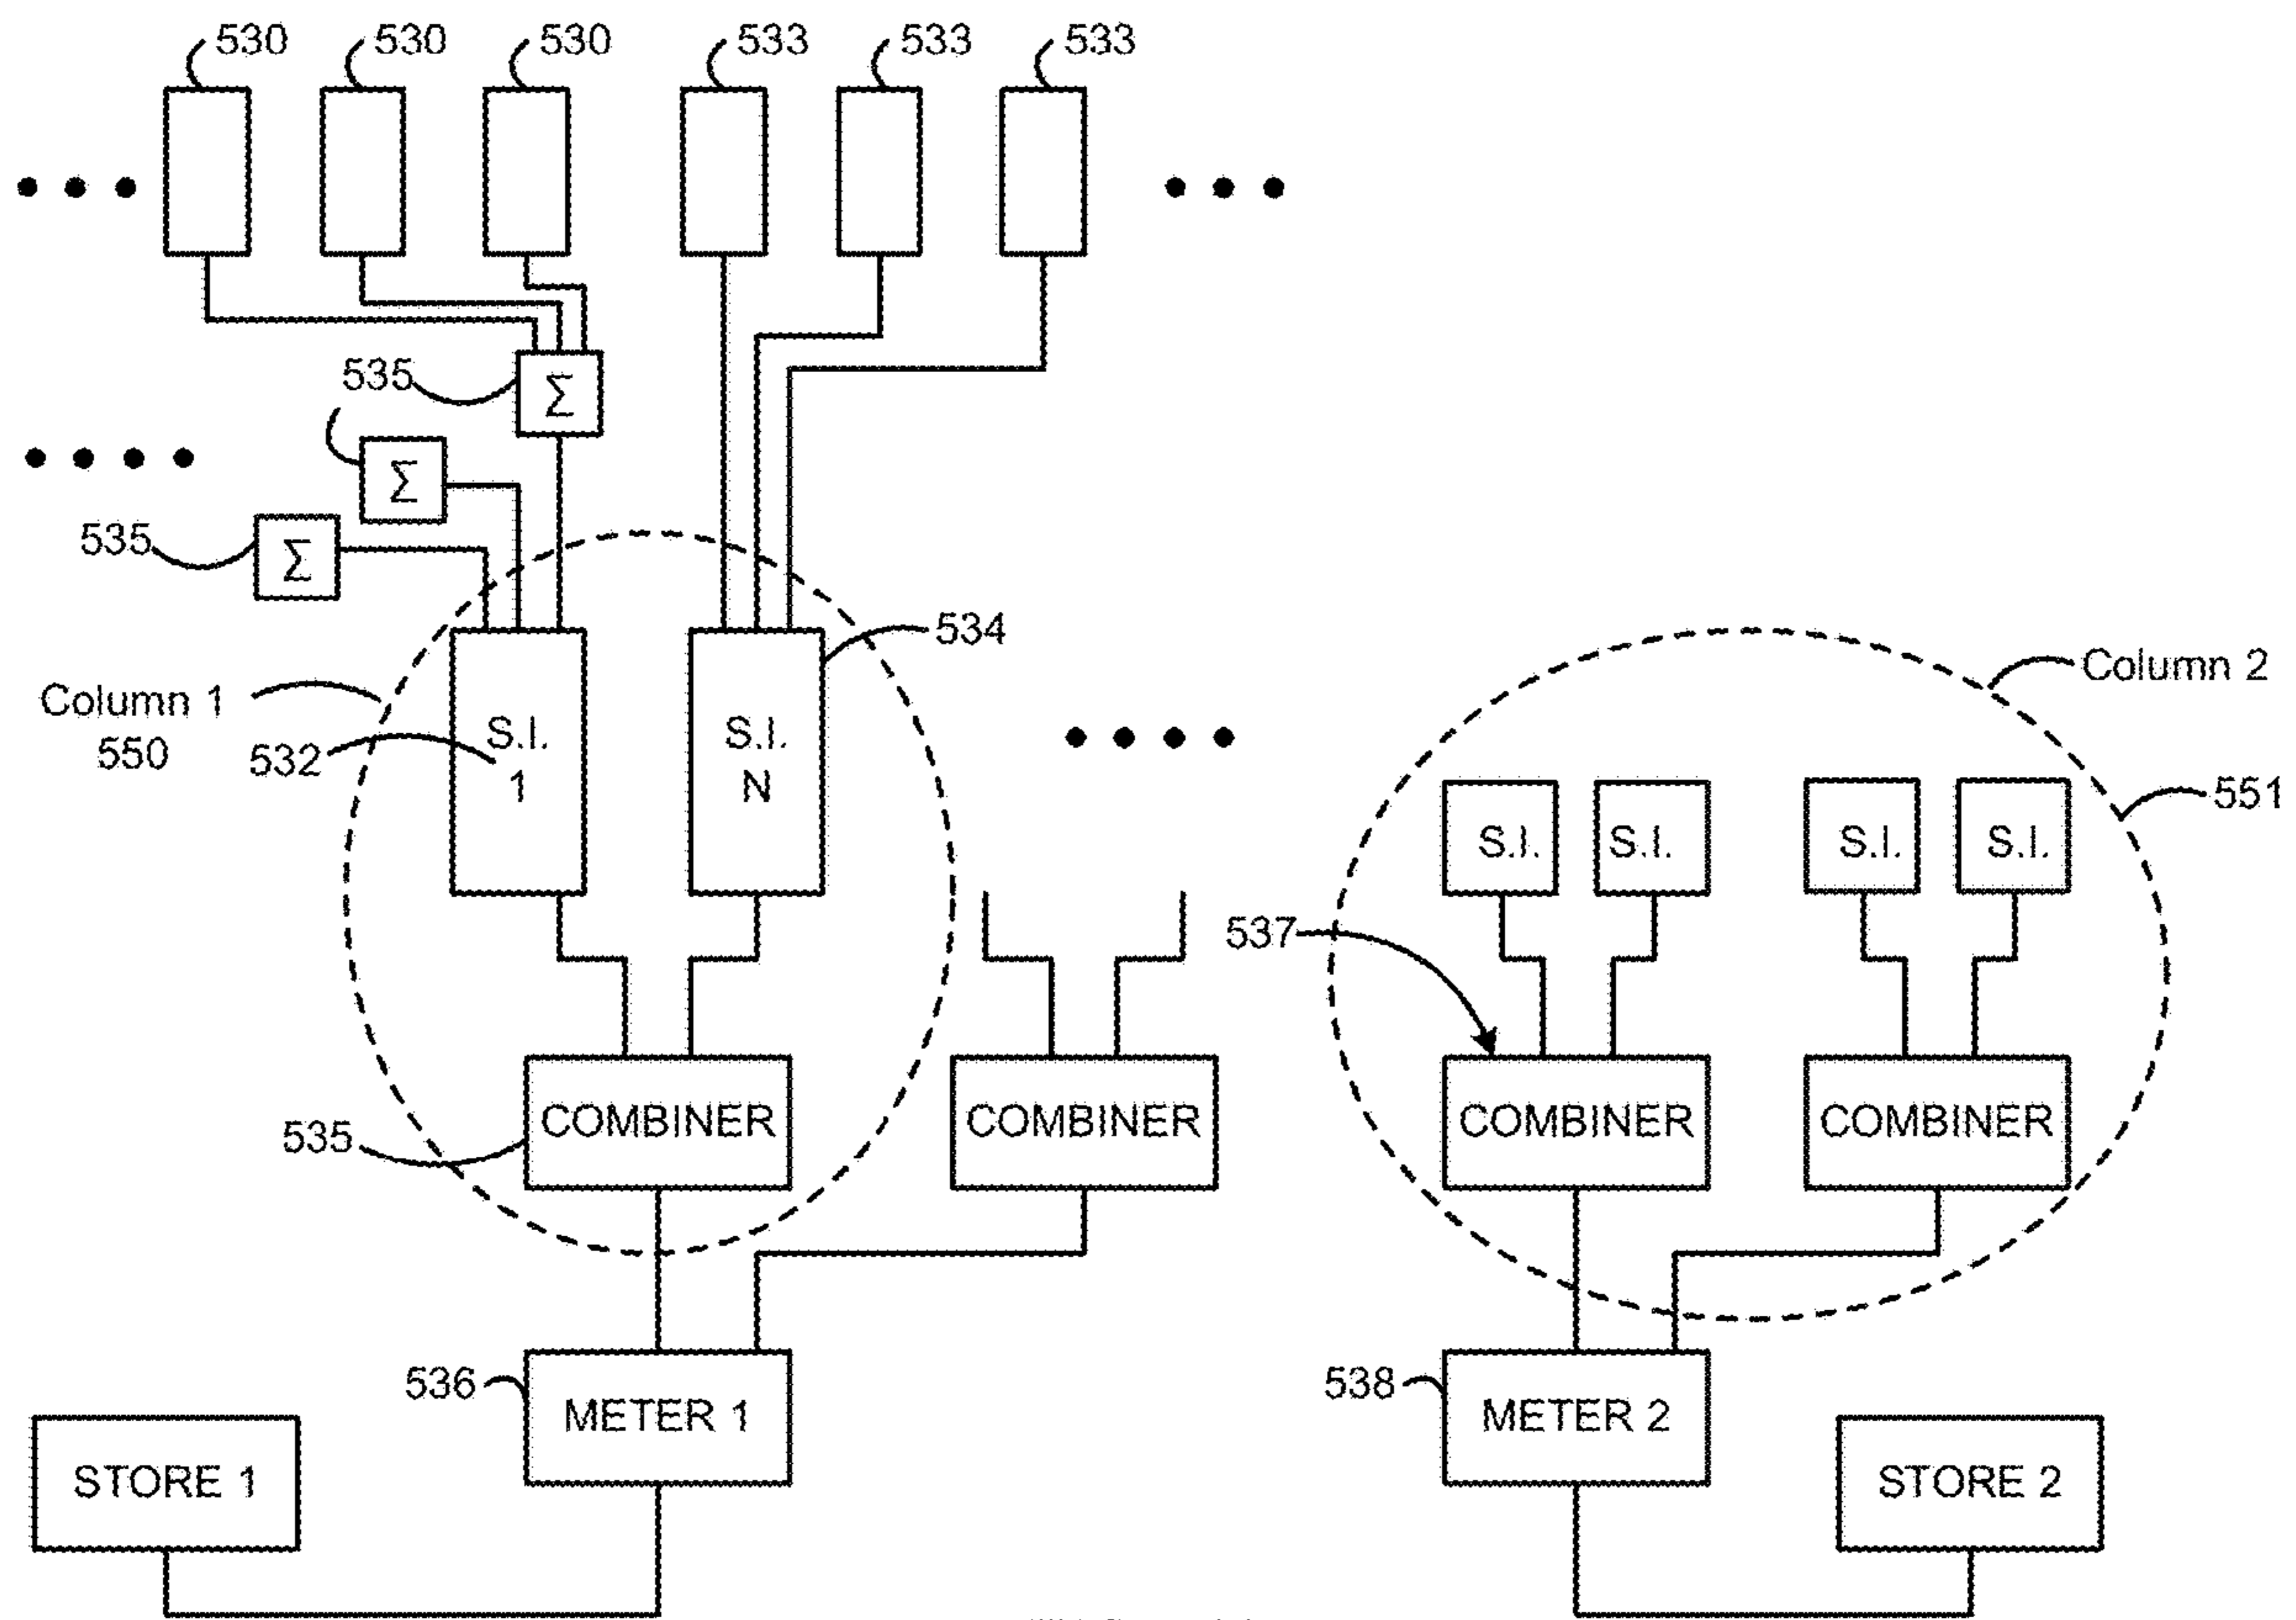 530
530
530
533
533
533
535
Σ
Σ
535
Σ
534
Column 1
550
532
S.I.
1
S.I.
N
Column 2
551
S.I.
S.I.
S.I.
S.I.
537
535
COMBINER
COMBINER
COMBINER
COMBINER
536
METER 1
538
METER 2
STORE 1
STORE 2